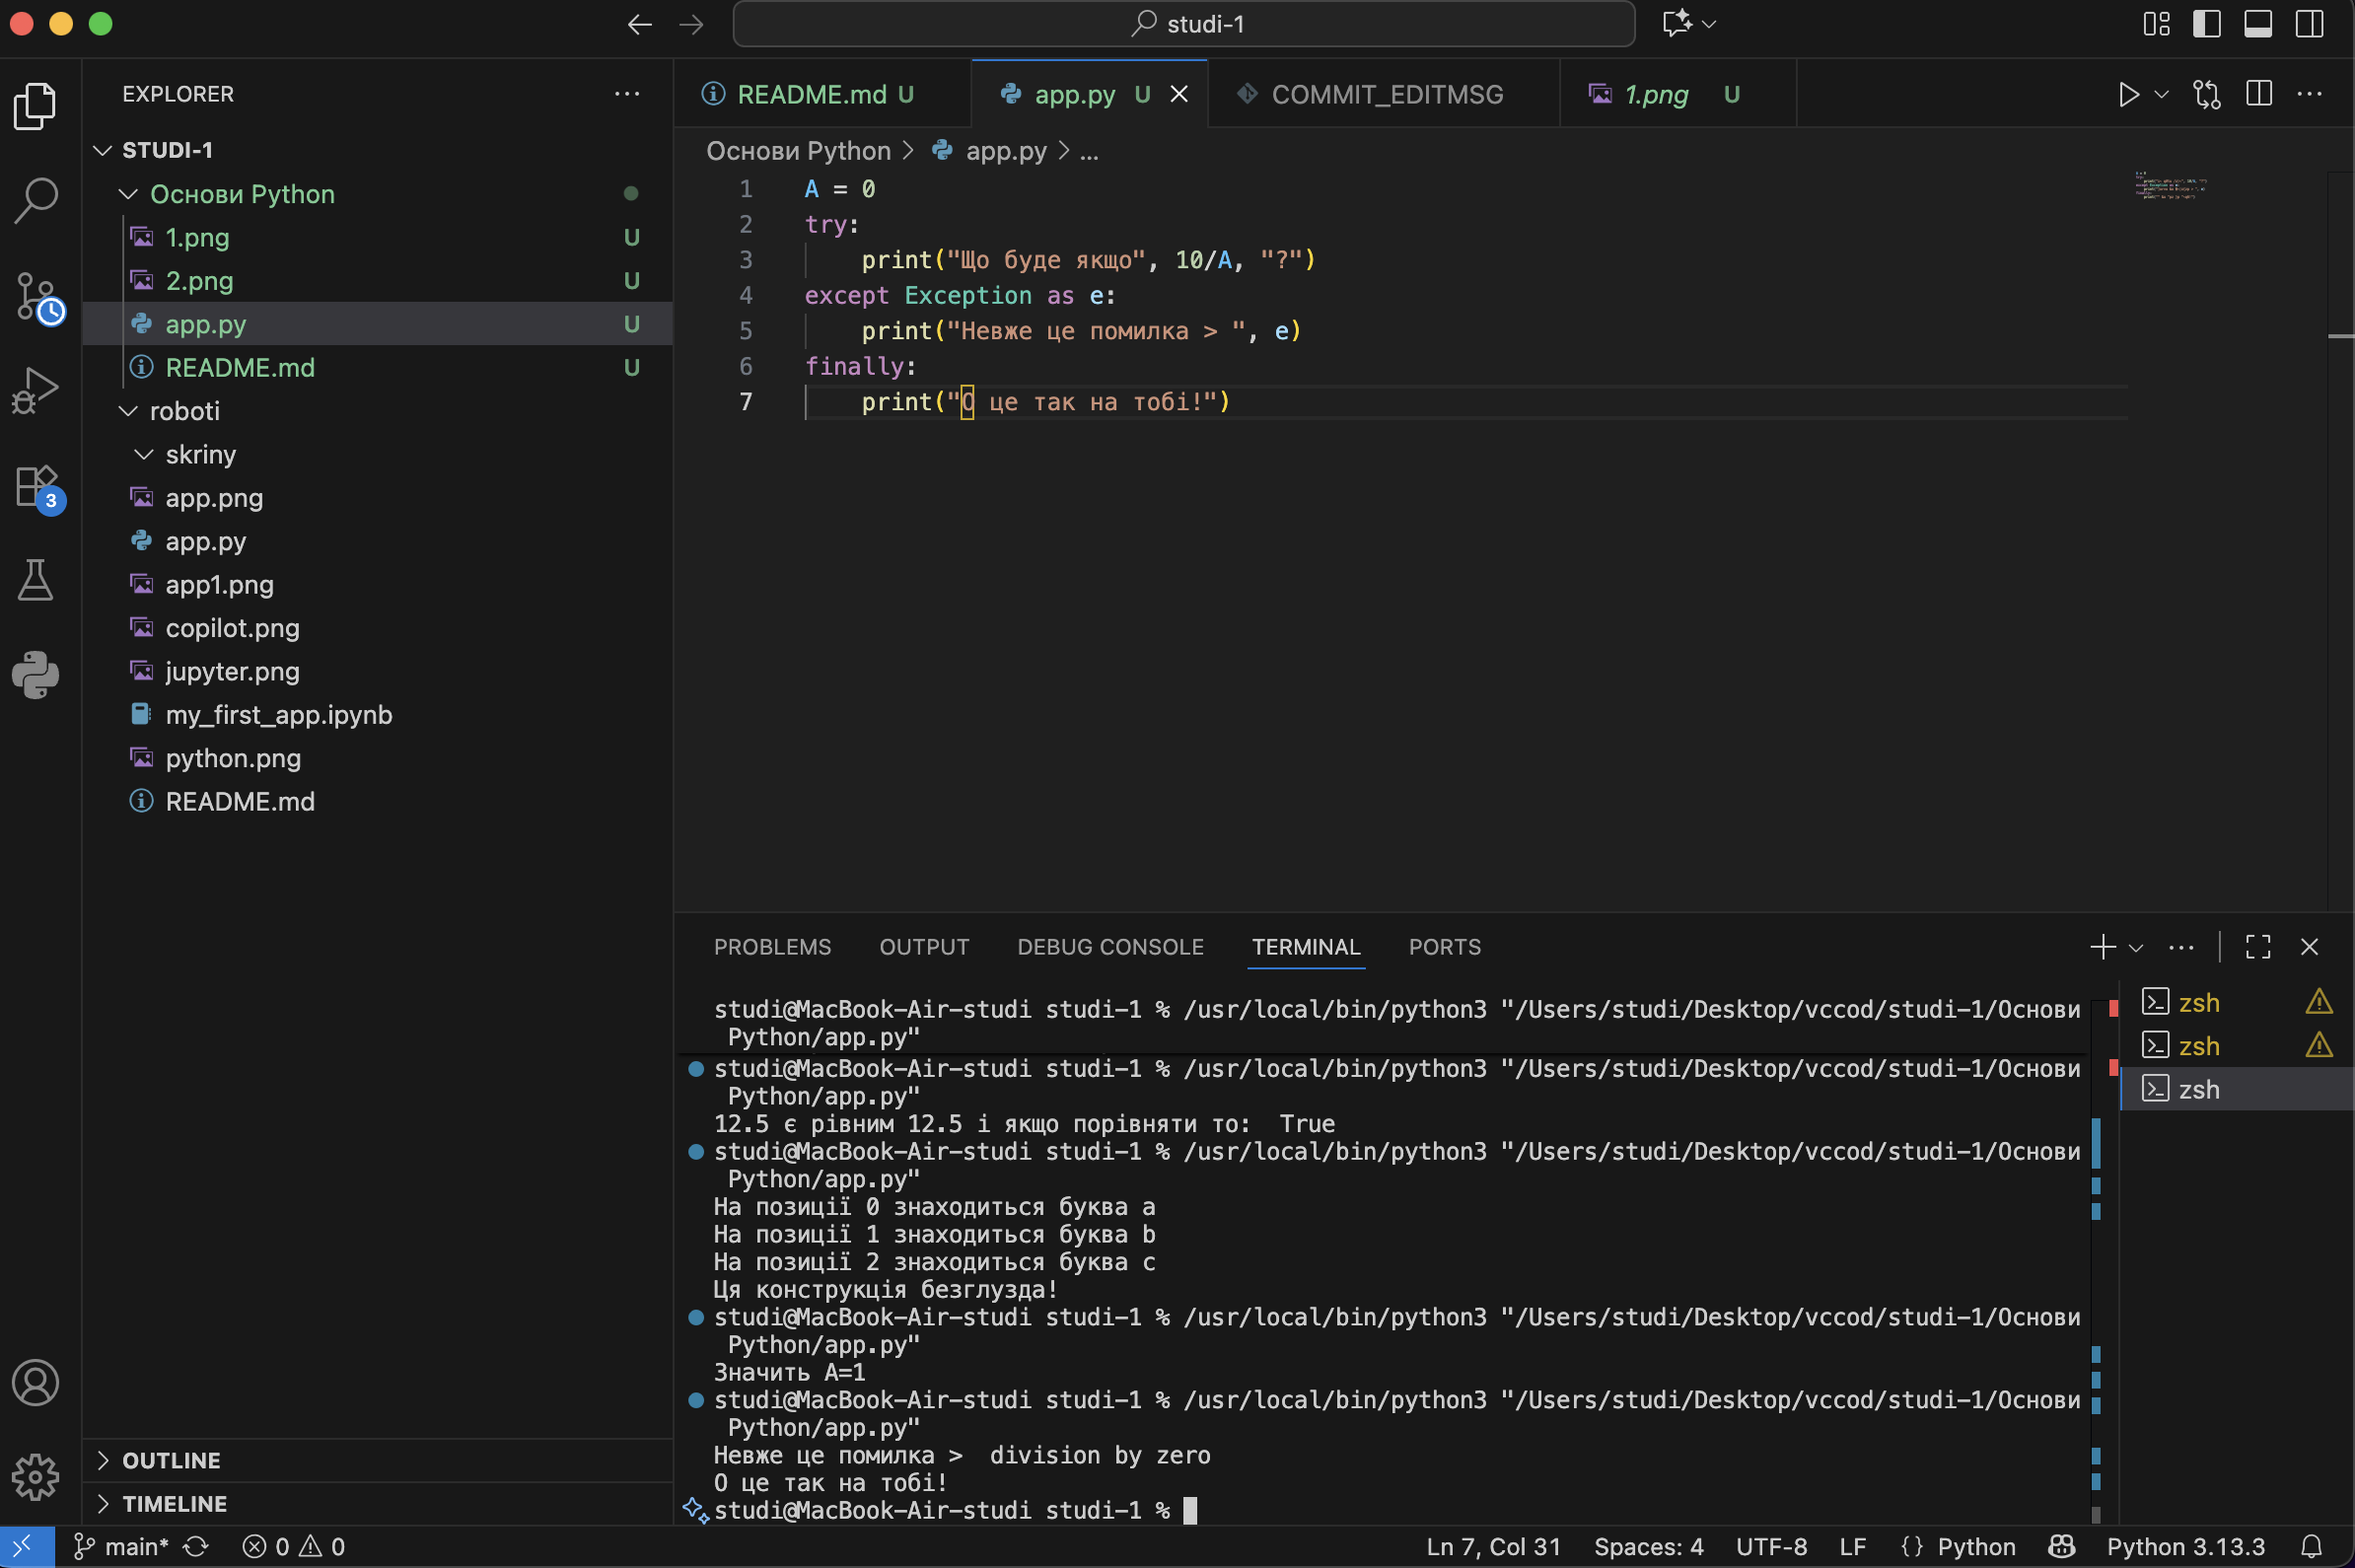 studi-1
EXPLORER
STUDI-1
Основи Python
1.png U
2.png U
app.py U
README.md U
roboti
skriny
app.png
app.py
app1.png
copilot.png
jupyter.png
my_first_app.ipynb
python.png
README.md
OUTLINE
TIMELINE
3
README.md U
app.py U
COMMIT_EDITMSG
1.png U
Основи Python > app.py > ...
1 A = 0
2 try:
3     print("Що буде якщо", 10/A, "?")
4 except Exception as e:
5     print("Невже це помилка > ", e)
6 finally:
7     print("О це так на тобі!")
PROBLEMS OUTPUT DEBUG CONSOLE TERMINAL PORTS
studi@MacBook-Air-studi studi-1 % /usr/local/bin/python3 "/Users/studi/Desktop/vccod/studi-1/Основи
 Python/app.py"
studi@MacBook-Air-studi studi-1 % /usr/local/bin/python3 "/Users/studi/Desktop/vccod/studi-1/Основи
 Python/app.py"
12.5 є рівним 12.5 і якщо порівняти то:  True
studi@MacBook-Air-studi studi-1 % /usr/local/bin/python3 "/Users/studi/Desktop/vccod/studi-1/Основи
 Python/app.py"
На позиції 0 знаходиться буква a
На позиції 1 знаходиться буква b
На позиції 2 знаходиться буква c
Ця конструкція безглузда!
studi@MacBook-Air-studi studi-1 % /usr/local/bin/python3 "/Users/studi/Desktop/vccod/studi-1/Основи
 Python/app.py"
Значить A=1
studi@MacBook-Air-studi studi-1 % /usr/local/bin/python3 "/Users/studi/Desktop/vccod/studi-1/Основи
 Python/app.py"
Невже це помилка >  division by zero
О це так на тобі!
studi@MacBook-Air-studi studi-1 %
zsh
zsh
zsh
main* 0 0
Ln 7, Col 31 Spaces: 4 UTF-8 LF {} Python Python 3.13.3